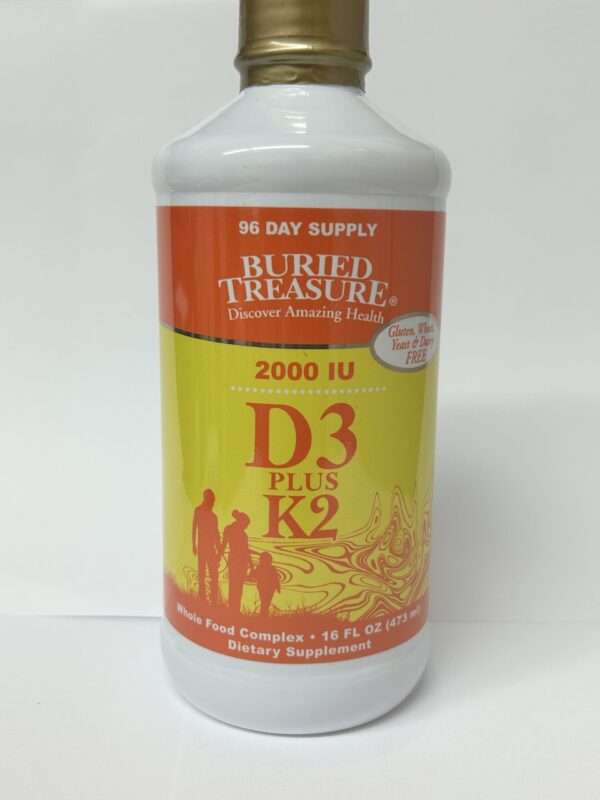 96 DAY SUPPLY
BURIED
TREASURE®
Discover Amazing Health
Gluten, Wheat,
Yeast & Dairy
FREE
2000 IU
D3
PLUS
K2
Whole Food Complex • 16 FL OZ (473 ml)
Dietary Supplement